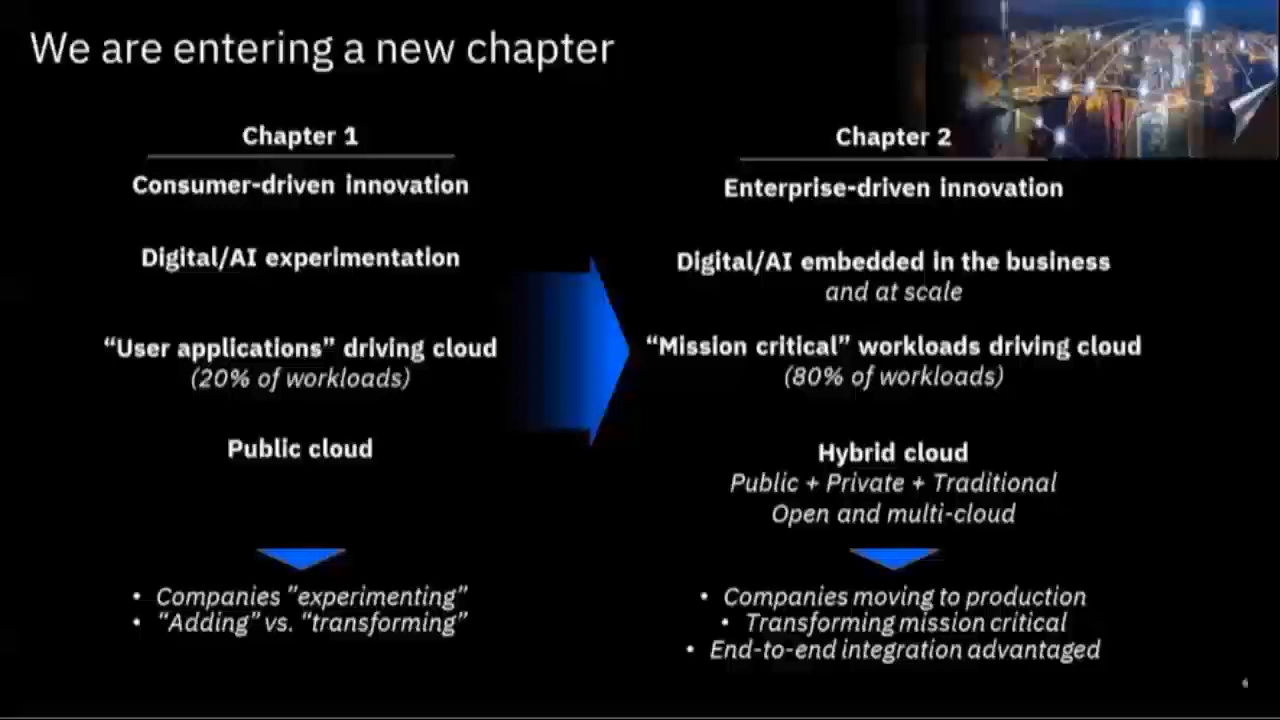 We are entering a new chapter
Chapter 1
Consumer-driven innovation
Digital/AI experimentation
“User applications” driving cloud
(20% of workloads)
Public cloud
• Companies ”experimenting”
• “Adding” vs. “transforming”
Chapter 2
Enterprise-driven innovation
Digital/AI embedded in the business
and at scale
“Mission critical” workloads driving cloud
(80% of workloads)
Hybrid cloud
Public + Private + Traditional
Open and multi-cloud
• Companies moving to production
• Transforming mission critical
• End-to-end integration advantaged